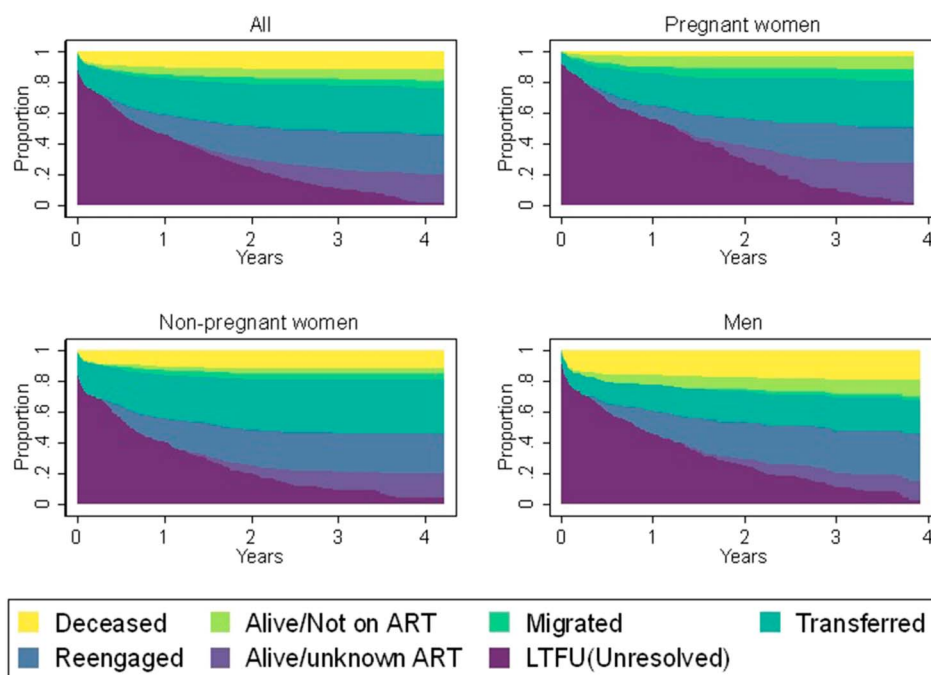 All
Pregnant women
Proportion
1
.8
.6
.4
.2
0
0 1 2 3 4
Years
Proportion
1
.8
.6
.4
.2
0
0 1 2 3 4
Years
Non-pregnant women
Men
Proportion
1
.8
.6
.4
.2
0
0 1 2 3 4
Years
Proportion
1
.8
.6
.4
.2
0
0 1 2 3 4
Years
Deceased Alive/Not on ART Migrated Transferred
Reengaged Alive/unknown ART LTFU(Unresolved)